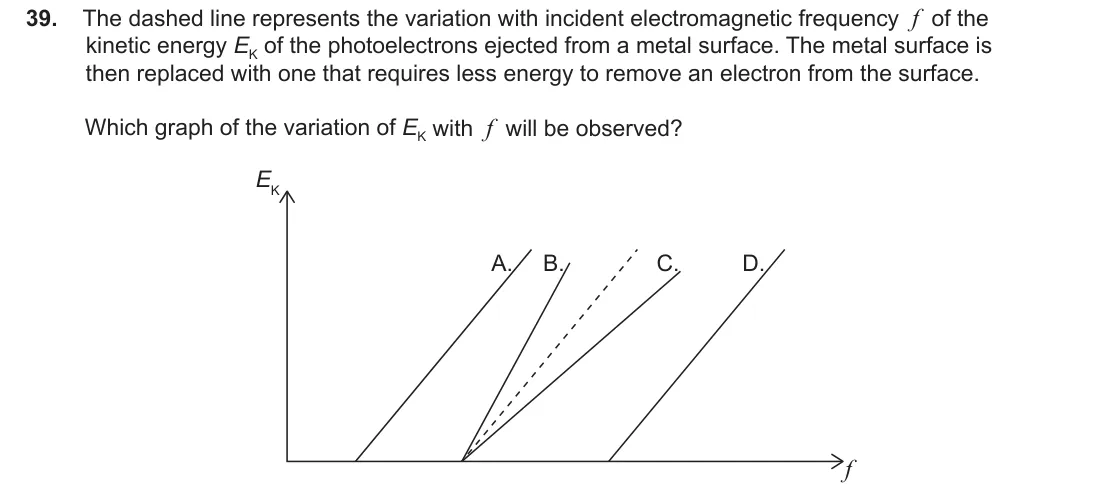 39. The dashed line represents the variation with incident electromagnetic frequency f of the
kinetic energy EK of the photoelectrons ejected from a metal surface. The metal surface is
then replaced with one that requires less energy to remove an electron from the surface.
Which graph of the variation of EK with f will be observed?
EK
A. B. C. D.
f